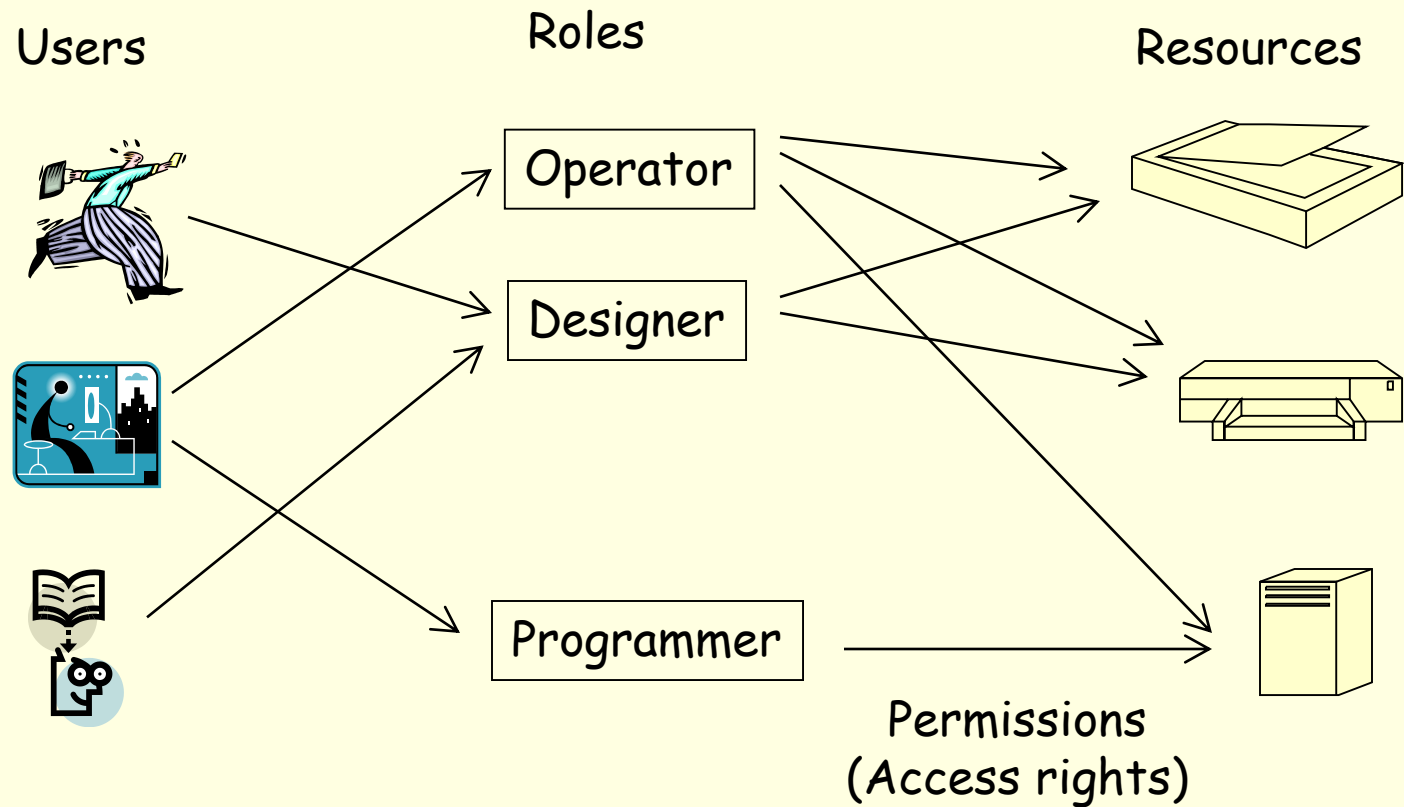 Users
Roles
Resources
Operator
Designer
Programmer
Permissions
(Access rights)